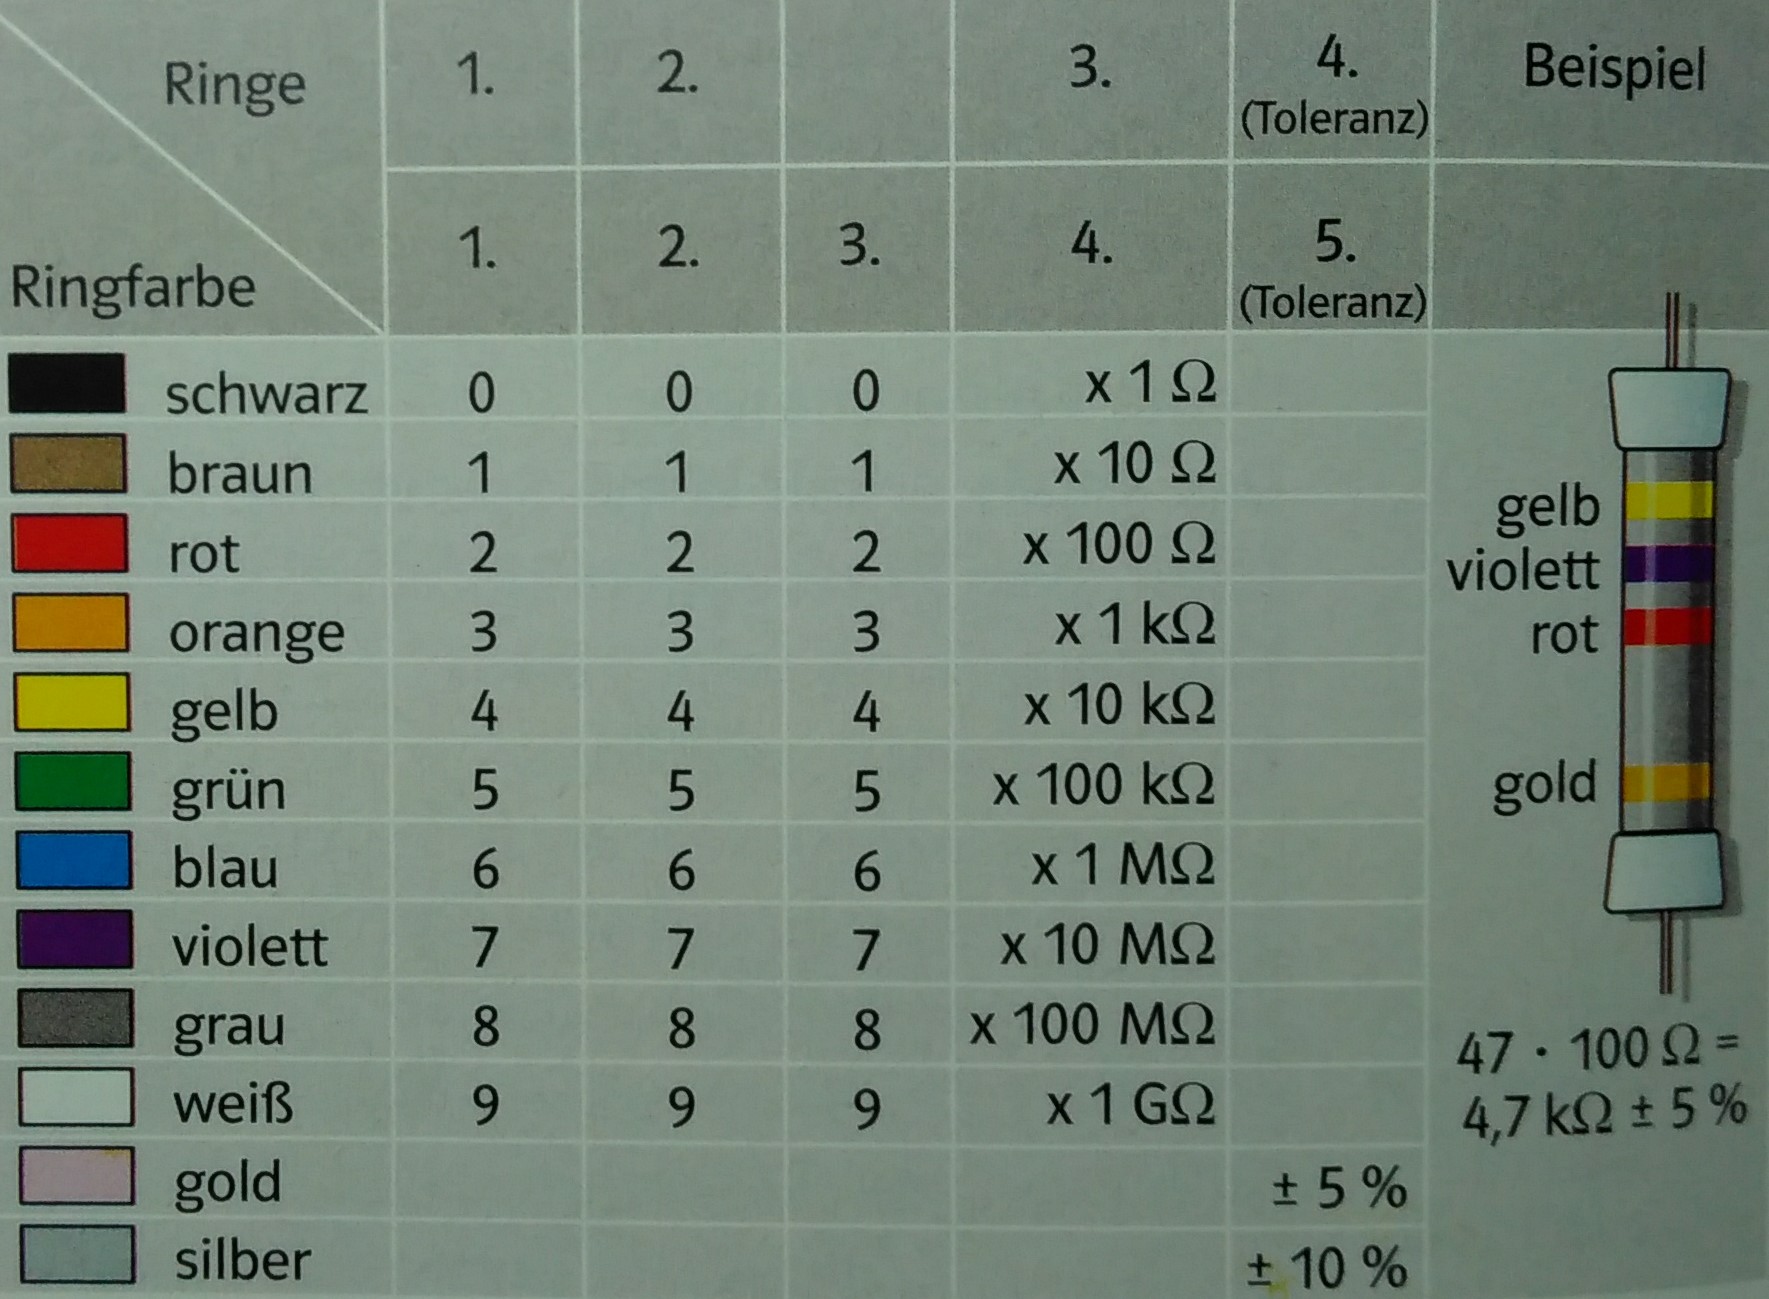 Ringe 1. 2. 3. 4. Beispiel
(Toleranz)
Ringfarbe 1. 2. 3. 4. 5.
(Toleranz)
schwarz 0 0 0 x 1 Ω
braun 1 1 1 x 10 Ω
rot 2 2 2 x 100 Ω
orange 3 3 3 x 1 kΩ
gelb 4 4 4 x 10 kΩ
grün 5 5 5 x 100 kΩ
blau 6 6 6 x 1 MΩ
violett 7 7 7 x 10 MΩ
grau 8 8 8 x 100 MΩ
weiß 9 9 9 x 1 GΩ
gold ± 5 %
silber ± 10 %
gelb
violett
rot
gold
47 · 100 Ω =
4,7 kΩ ± 5 %